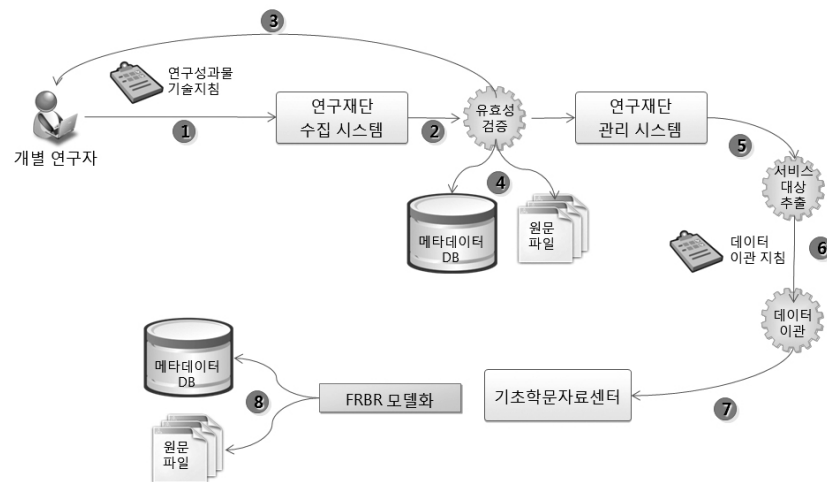 3
연구성과물
기술지침
개별 연구자
1
연구재단
수집 시스템
2
유효성
검증
4
메타데이터
DB
원문
파일
연구재단
관리 시스템
5
서비스
대상
추출
데이터
이관 지침
6
데이터
이관
7
기초학문자료센터
FRBR 모델화
8
메타데이터
DB
원문
파일